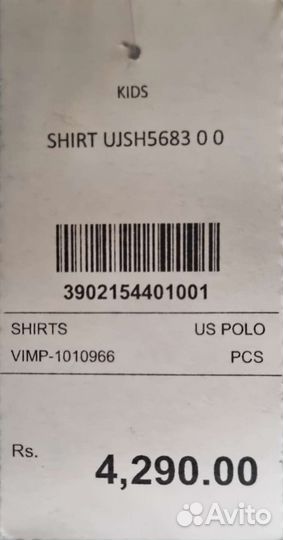 KIDS
SHIRT UJSH5683 0 0
3902154401001
SHIRTS US POLO
VIMP-1010966 PCS
Rs. 4,290.00
Avito